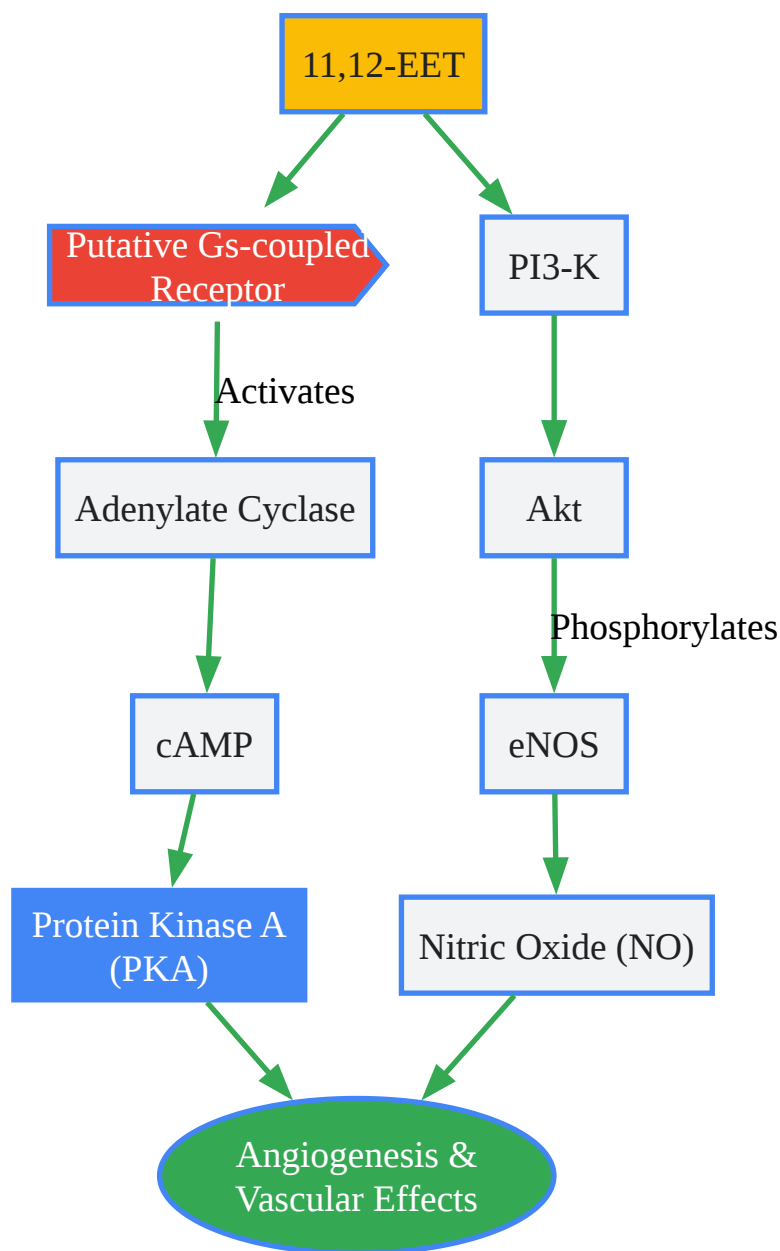 11,12-EET
Putative Gs-coupled
Receptor
PI3-K
Activates
Adenylate Cyclase
Akt
Phosphorylates
cAMP
eNOS
Protein Kinase A
(PKA)
Nitric Oxide (NO)
Angiogenesis &
Vascular Effects